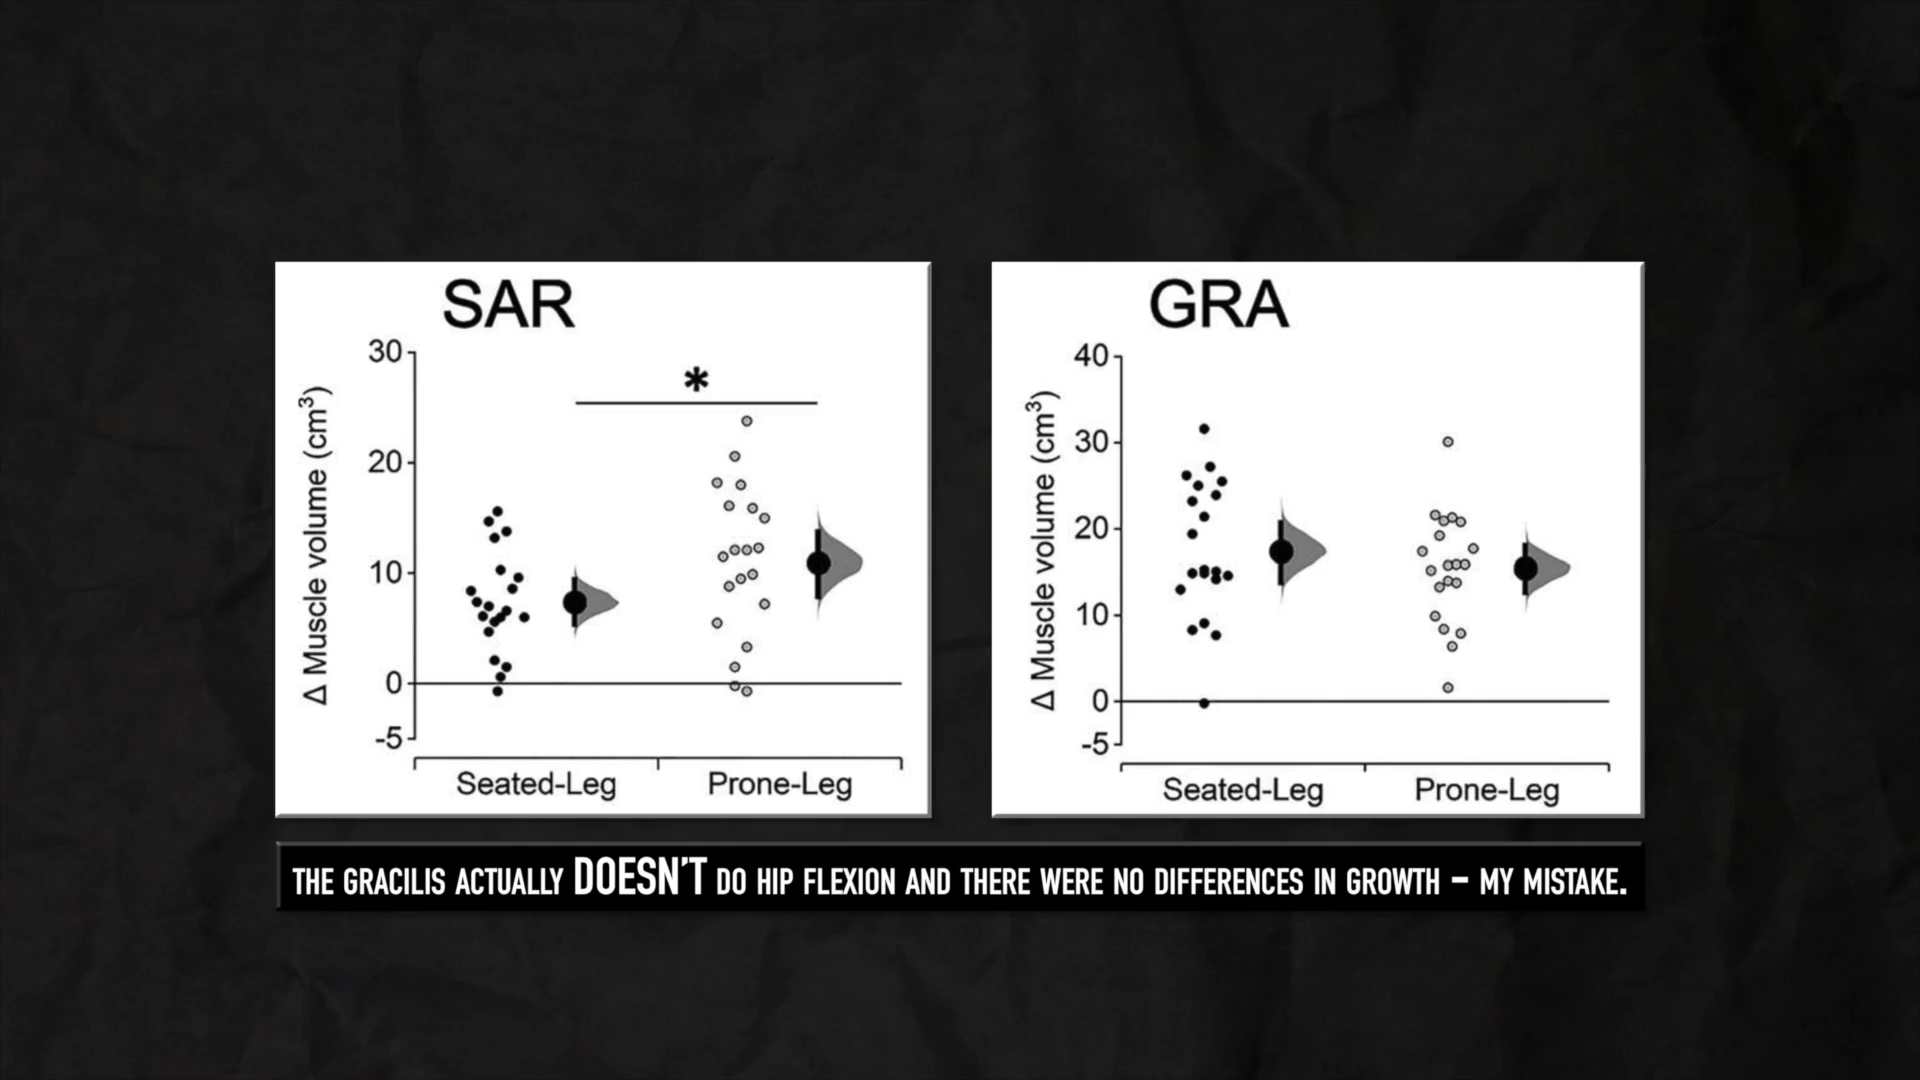 SAR
30
20
10
0
-5
Δ Muscle volume (cm³)
*
Seated-Leg
Prone-Leg
GRA
40
30
20
10
0
-5
Δ Muscle volume (cm³)
Seated-Leg
Prone-Leg
THE GRACILIS ACTUALLY DOESN'T DO HIP FLEXION AND THERE WERE NO DIFFERENCES IN GROWTH – MY MISTAKE.